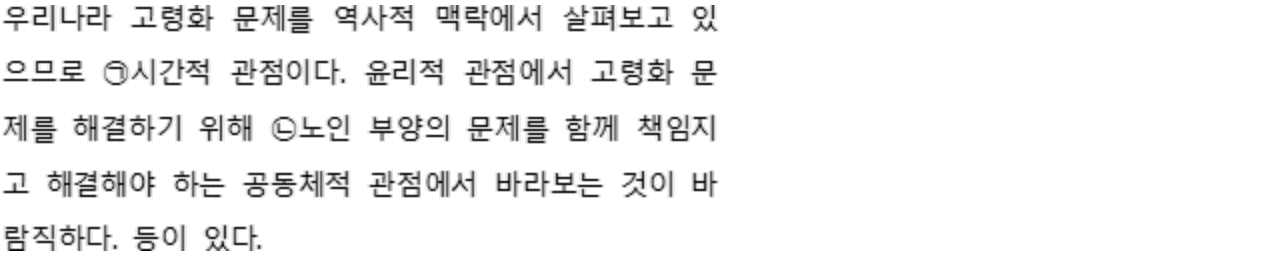 우리나라 고령화 문제를 역사적 맥락에서 살펴보고 있
으므로 ㉠시간적 관점이다. 윤리적 관점에서 고령화 문
제를 해결하기 위해 ㉡노인 부양의 문제를 함께 책임지
고 해결해야 하는 공동체적 관점에서 바라보는 것이 바
람직하다. 등이 있다.